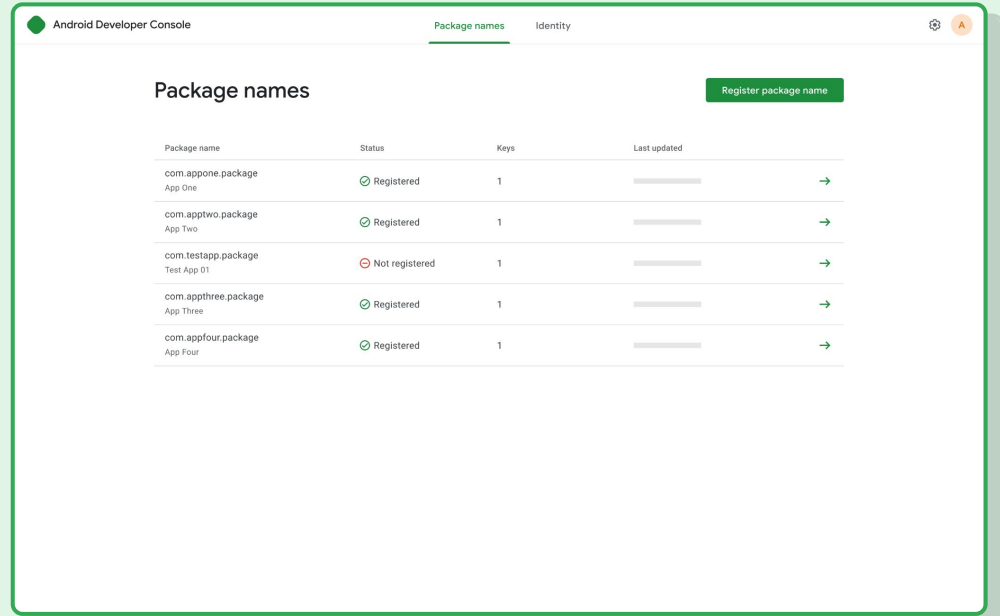 Android Developer Console
Package names
Identity
A
Package names
Register package name
Package name Status Keys Last updated
com.appone.package
App One
Registered
1
com.apptwo.package
App Two
Registered
1
com.testapp.package
Test App 01
Not registered
1
com.appthree.package
App Three
Registered
1
com.appfour.package
App Four
Registered
1